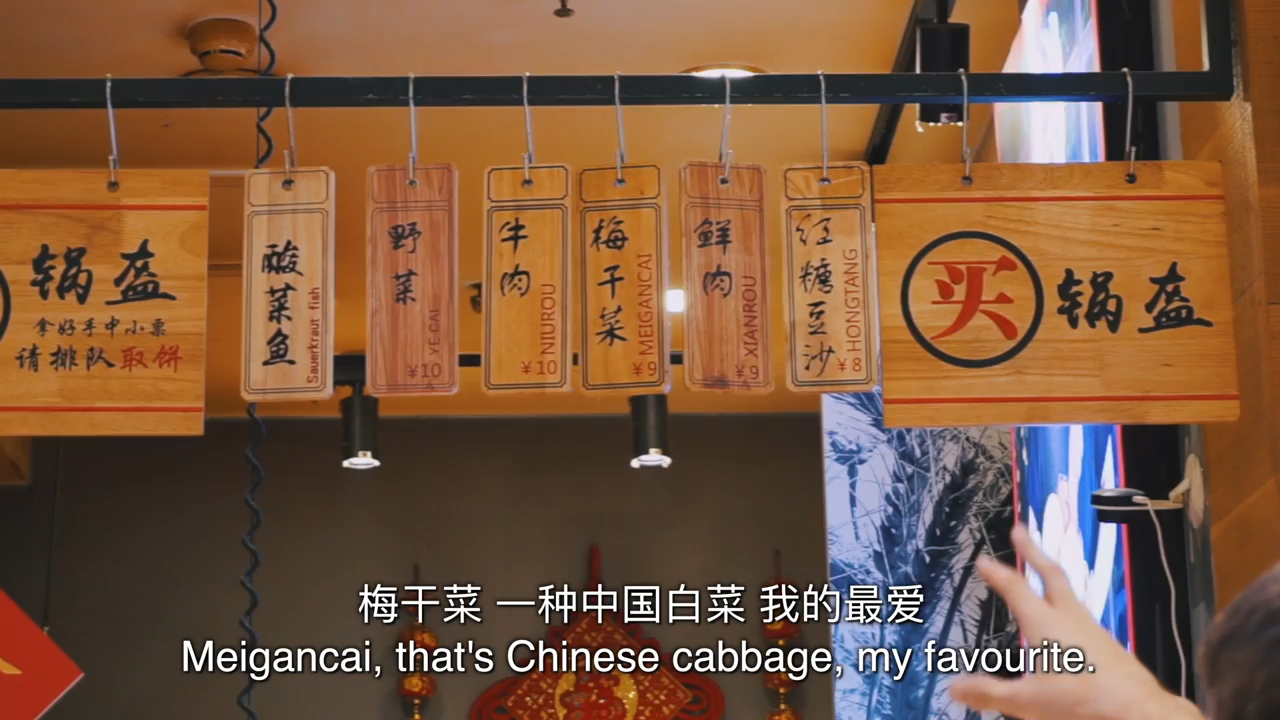 锅盔
拿好手中小票
请排队取饼
酸菜鱼
Sauerkraut fish
野菜
YE CAI
¥10
牛肉
NIUROU
¥10
梅干菜
MEIGANCAI
¥9
鲜肉
XIANROU
¥9
红糖豆沙
HONGTANG
¥8
买 锅盔
梅干菜 一种中国白菜 我的最爱
Meigancai, that's Chinese cabbage, my favourite.